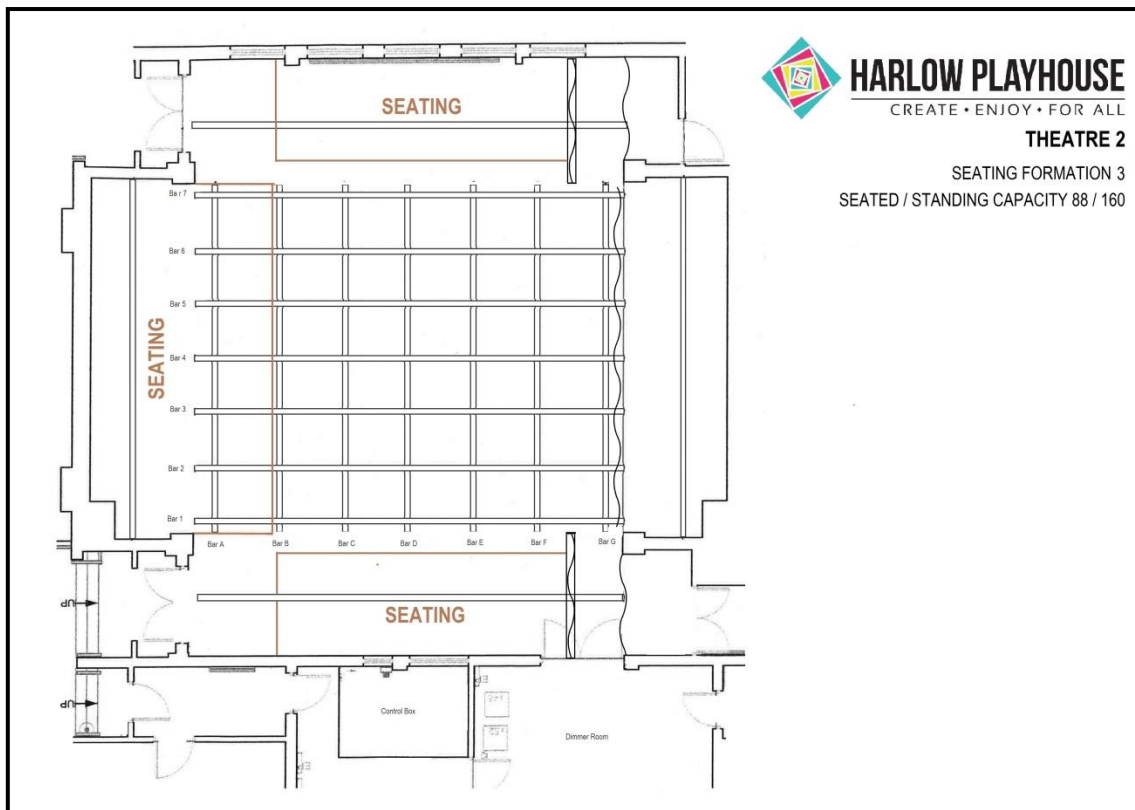 HARLOW PLAYHOUSE
CREATE • ENJOY • FOR ALL
THEATRE 2
SEATING FORMATION 3
SEATED / STANDING CAPACITY 88 / 160
SEATING
Bar 7
Bar 6
Bar 5
SEATING
Bar 4
Bar 3
Bar 2
Bar 1
Bar A
Bar B
Bar C
Bar D
Bar E
Bar F
Bar G
UP
SEATING
UP
Control Box
Dimmer Room